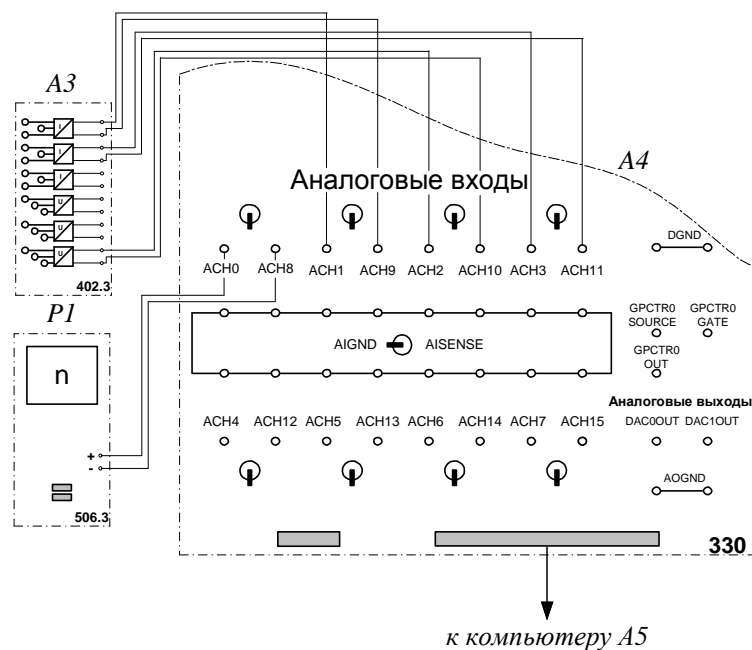 A3
I
I
I
U
U
U
402.3
P1
n
+
-
506.3
A4
Аналоговые входы
ACH0 ACH8 ACH1 ACH9 ACH2 ACH10 ACH3 ACH11
DGND
AIGND AISENSE
GPCTR0 SOURCE
GPCTR0 GATE
GPCTR0 OUT
Аналоговые выходы
ACH4 ACH12 ACH5 ACH13 ACH6 ACH14 ACH7 ACH15
DAC0OUT DAC1OUT
AOGND
330
к компьютеру A5